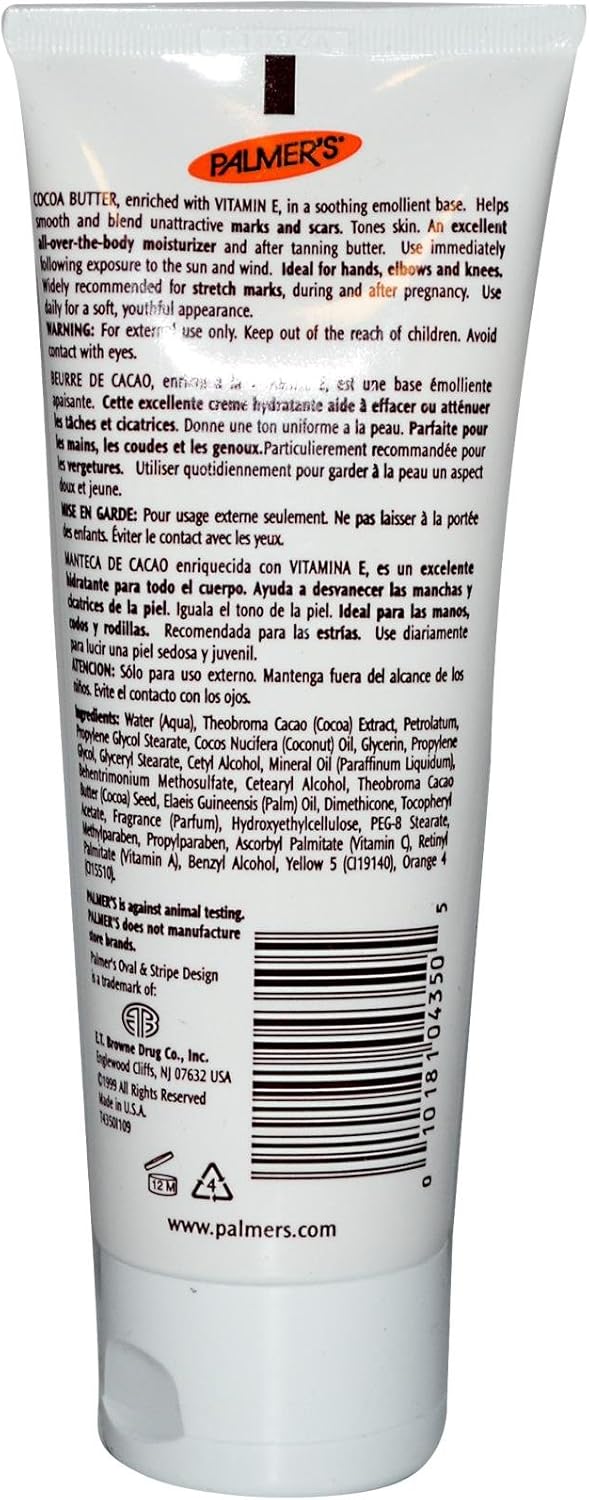 PALMER'S
COCOA BUTTER, enriched with VITAMIN E, in a soothing emollient base. Helps
smooth and blend unattractive marks and scars. Tones skin. An excellent
all-over-the-body moisturizer and after tanning butter. Use immediately
following exposure to the sun and wind. Ideal for hands, elbows and knees.
Widely recommended for stretch marks, during and after pregnancy. Use
daily for a soft, youthful appearance.
WARNING: For external use only. Keep out of the reach of children. Avoid
contact with eyes.
BEURRE DE CACAO, à la E, est une base émolliente
apaisante. Cette excellente creme hydratante aide à effacer ou atténuer
les tâches et cicatrices. Donne une ton uniforme a la peau. Parfaite pour
les mains, les coudes et les genoux.Particulierement recommandée pour
les vergetures. Utiliser quotidiennement pour garder à la peau un aspect
doux et jeune.
MISE EN GARDE: Pour usage externe seulement. Ne pas laisser à la portée
des enfants. Éviter le contact avec les yeux.
MANTECA DE CACAO enriquecida con VITAMINA E, es un excelente
hidratante para todo el cuerpo. Ayuda a desvanecer las manchas y
cicatrices de la piel. Iguala el tono de la piel. Ideal para las manos,
codos y rodillas. Recomendada para las estrías. Use diariamente
para lucir una piel sedosa y juvenil.
ATENCION: Sólo para uso externo. Mantenga fuera del alcance de los
niños. Evite el contacto con los ojos.
Ingredients: Water (Aqua), Theobroma Cacao (Cocoa) Extract, Petrolatum,
Propylene Glycol Stearate, Cocos Nucifera (Coconut) Oil, Glycerin, Propylene
Glycol, Glyceryl Stearate, Cetyl Alcohol, Mineral Oil (Paraffinum Liquidum),
Behentrimonium Methosulfate, Cetearyl Alcohol, Theobroma Cacao
Butter (Cocoa) Seed, Elaeis Guineensis (Palm) Oil, Dimethicone, Tocopheryl
Acetate, Fragrance (Parfum), Hydroxyethylcellulose, PEG-8 Stearate,
Methylparaben, Propylparaben, Ascorbyl Palmitate (Vitamin C), Retinyl
Palmitate (Vitamin A), Benzyl Alcohol, Yellow 5 (CI19140), Orange 4
(CI15510).
PALMER'S is against animal testing.
PALMER'S does not manufacture
store brands.
Palmer's Oval & Stripe Design
is a trademark of:
ETB
E.T. Browne Drug Co., Inc.
Englewood Cliffs, NJ 07632 USA
©1999 All Rights Reserved
Made in U.S.A.
T4350I109
0 10181 04350 5
12 M
4
www.palmers.com